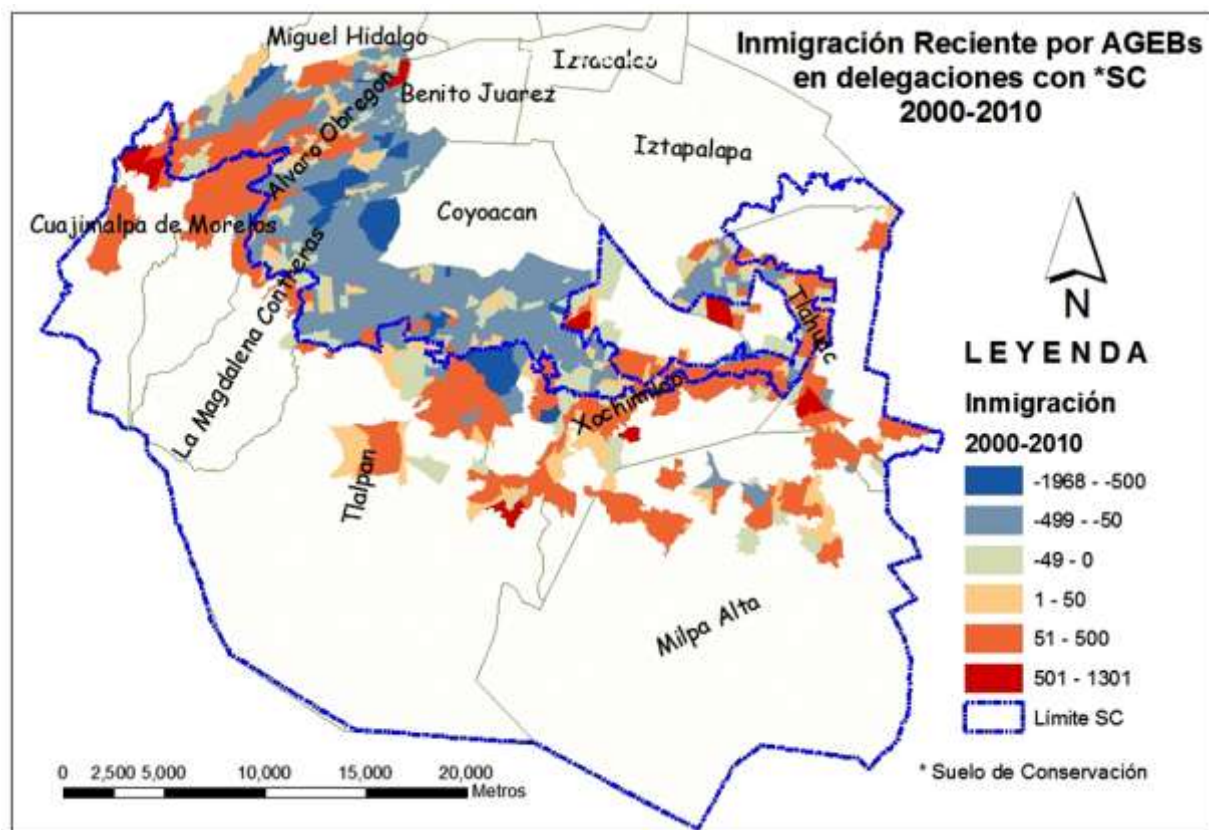 Inmigración Reciente por AGEBs
en delegaciones con *SC
2000-2010
Miguel Hidalgo
Iztacalco
Benito Juarez
Alvaro Obregon
Iztapalapa
Coyoacan
Cuajimalpa de Morelos
La Magdalena Contreras
Tlahuac
Xochimilco
Tlalpan
Milpa Alta
N
LEYENDA
Inmigración
2000-2010
-1968 - -500
-499 - -50
-49 - 0
1 - 50
51 - 500
501 - 1301
Límite SC
* Suelo de Conservación
0 2,500 5,000 10,000 15,000 20,000
Metros